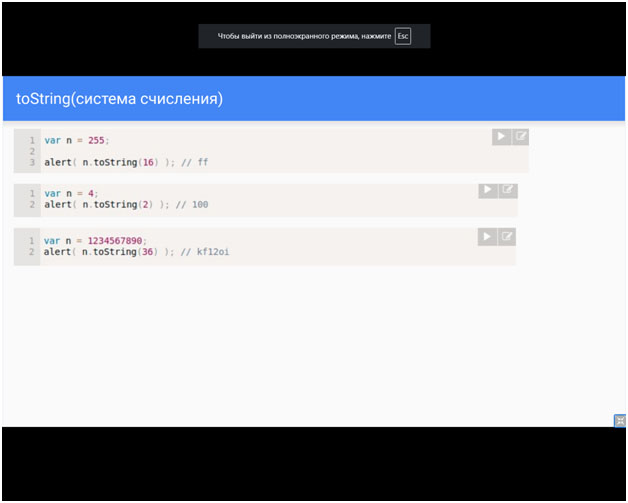 Чтобы выйти из полноэкранного режима, нажмите Esc
toString(система счисления)
1 var n = 255;
2
3 alert( n.toString(16) ); // ff
1 var n = 4;
2 alert( n.toString(2) ); // 100
1 var n = 1234567890;
2 alert( n.toString(36) ); // kf12oi